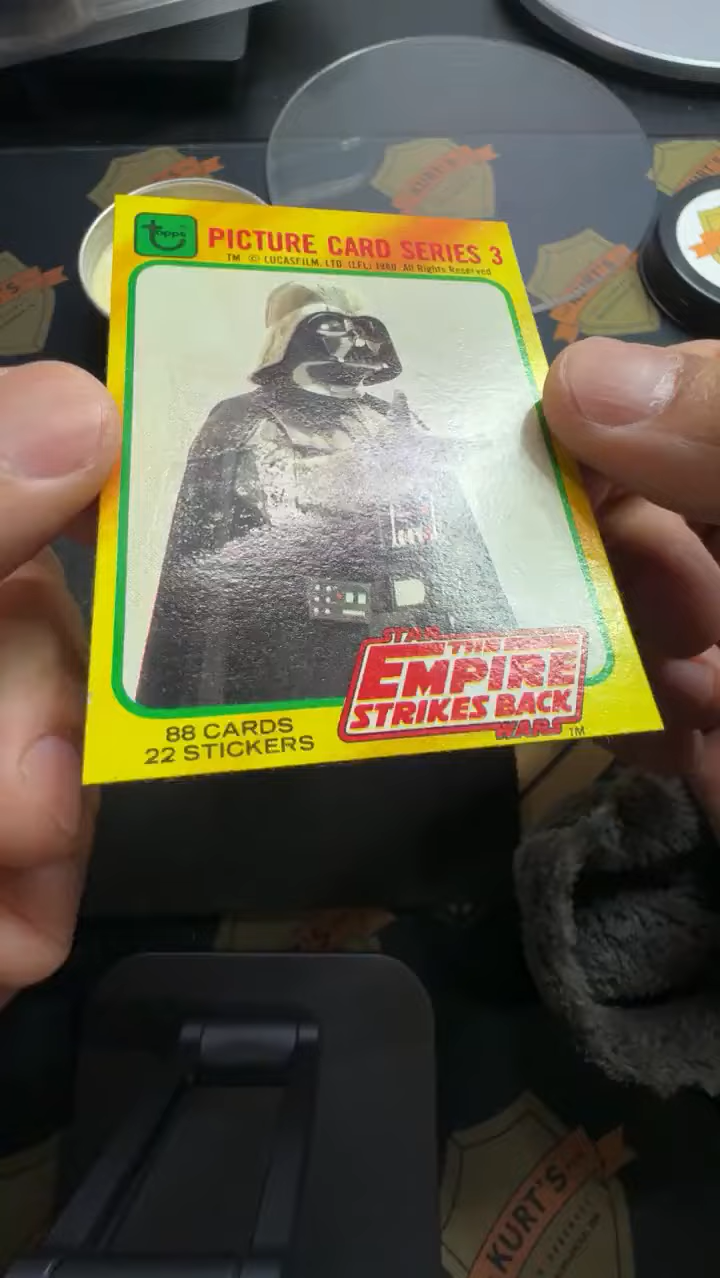 topps
PICTURE CARD SERIES 3
TM © LUCASFILM, LTD. (LFL) 1980. All Rights Reserved
STAR
THE
EMPIRE
STRIKES BACK
WARS TM
88 CARDS
22 STICKERS
KURT'S
KURT'S